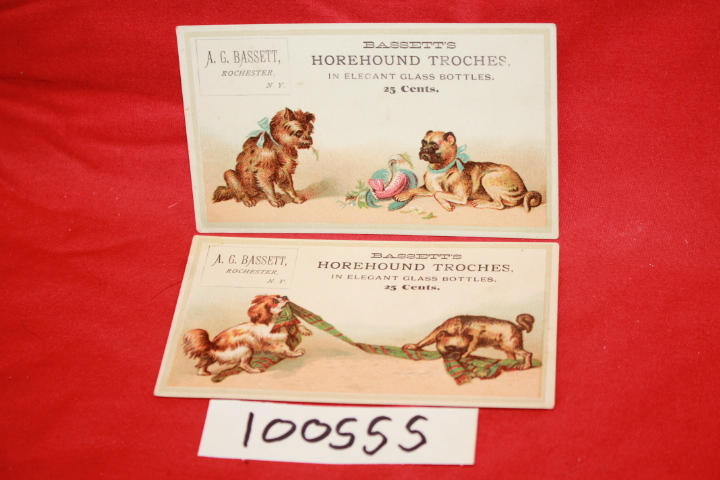 A. G. BASSETT,
ROCHESTER,
N. Y.
BASSETT'S
HOREHOUND TROCHES,
IN ELEGANT GLASS BOTTLES.
25 Cents.
A. G. BASSETT,
ROCHESTER,
N. Y.
BASSETT'S
HOREHOUND TROCHES,
IN ELEGANT GLASS BOTTLES.
25 Cents.
100555